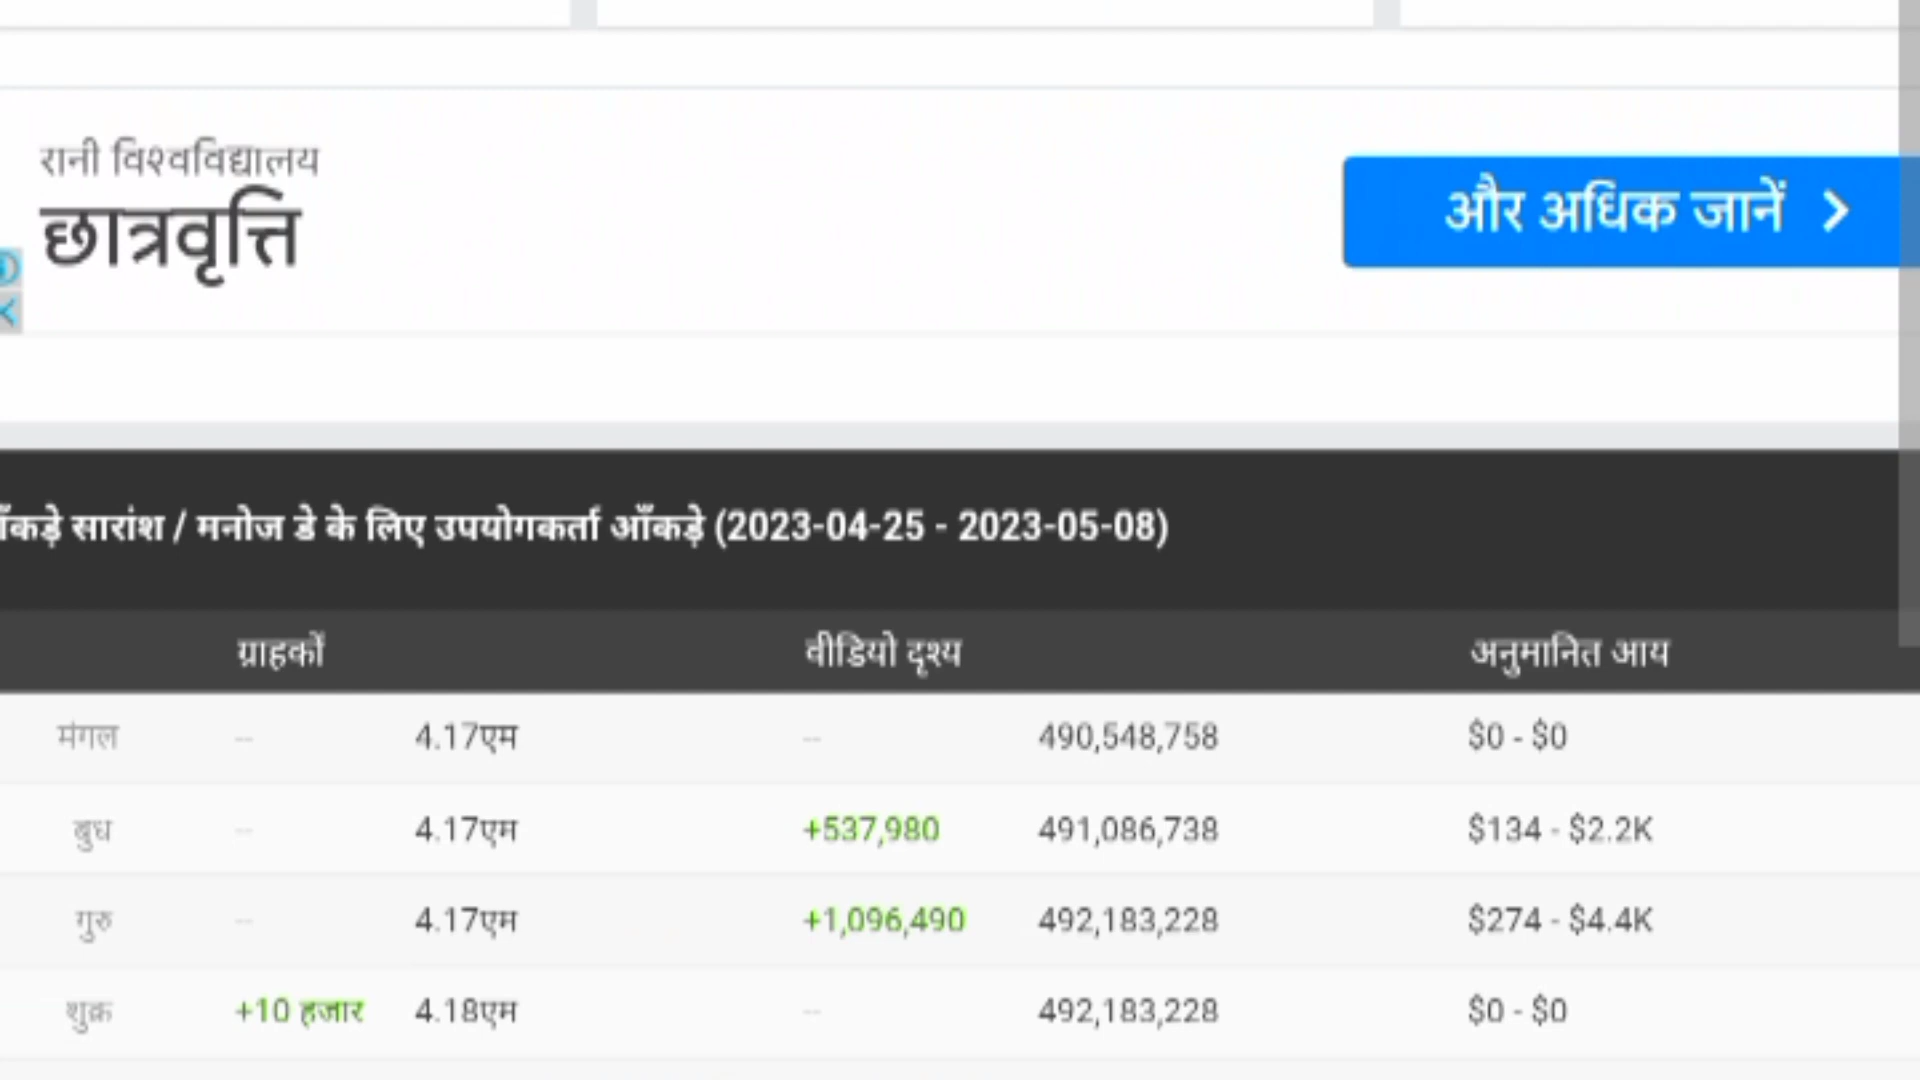 रानी विश्वविद्यालय
छात्रवृत्ति
और अधिक जानें
सारांश / मनोज डे के लिए उपयोगकर्ता आँकड़े (2023-04-25 - 2023-05-08)
ग्राहकों वीडियो दृश्य अनुमानित आय
मंगल -- 4.17एम -- 490,548,758 $0 - $0
बुध -- 4.17एम +537,980 491,086,738 $134 - $2.2K
गुरु -- 4.17एम +1,096,490 492,183,228 $274 - $4.4K
शुक्र +10 हजार 4.18एम -- 492,183,228 $0 - $0